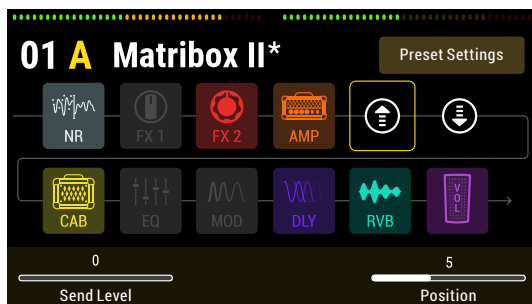 01 A Matribox II*
Preset Settings
NR FX 1 FX 2 AMP
CAB EQ MOD DLY RVB VOL
0 5
Send Level Position